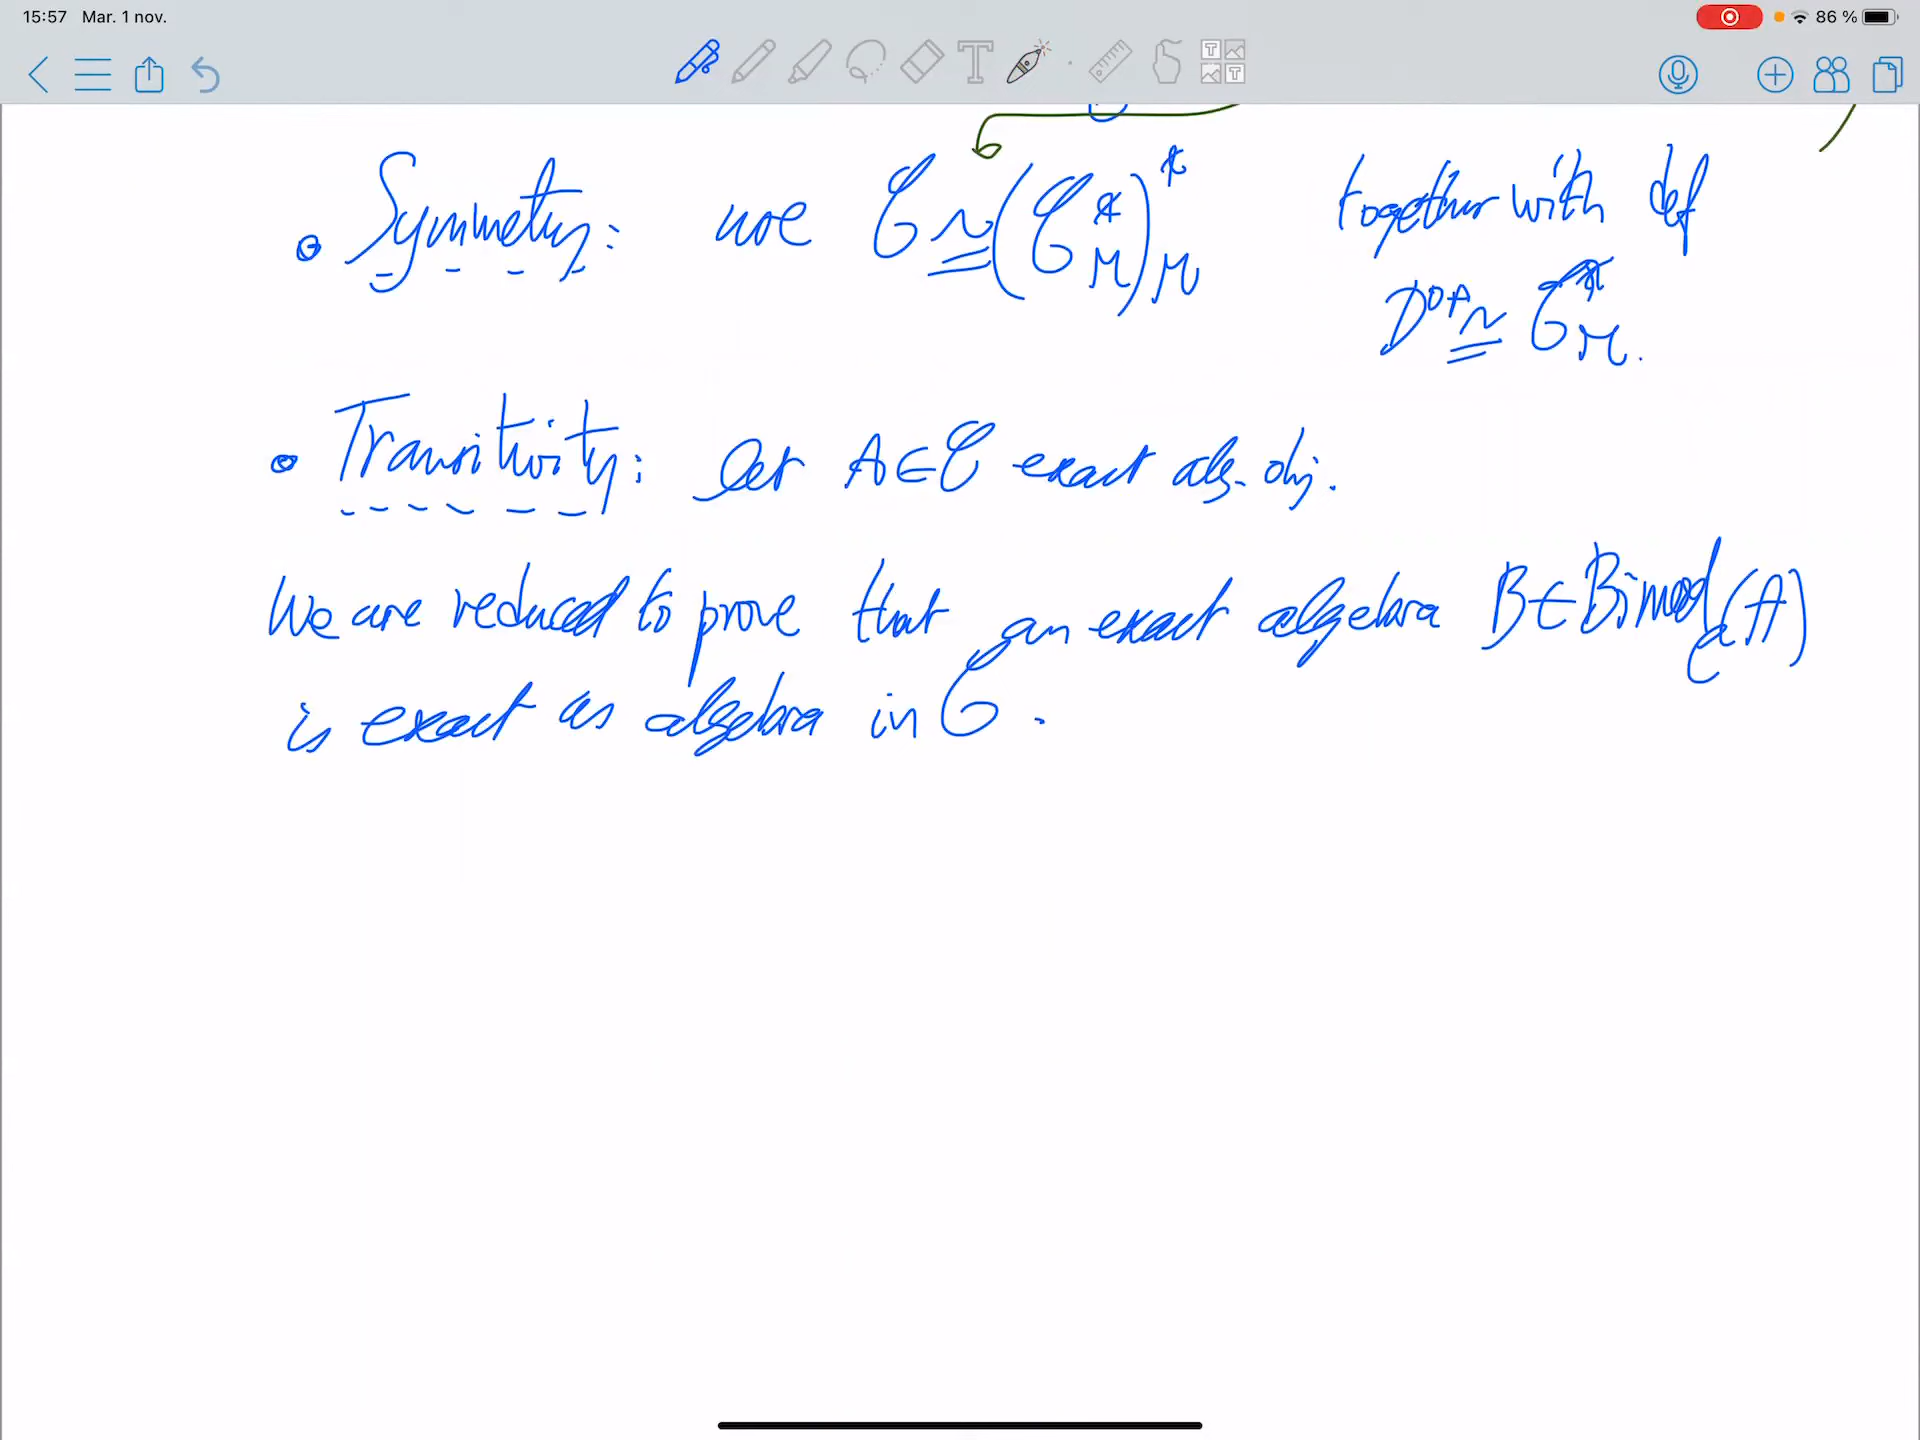 15:57 Mar. 1 nov. 86 %
• Symmetry: use 𝒞 ≅ (𝒞*_M)*_M together with def
D^op ≅ 𝒞*_M.
• Transitivity: let A ∈ 𝒞 exact alg. obj.
We are reduced to prove that an exact algebra B ∈ Bimod_𝒞(A)
is exact as algebra in 𝒞.